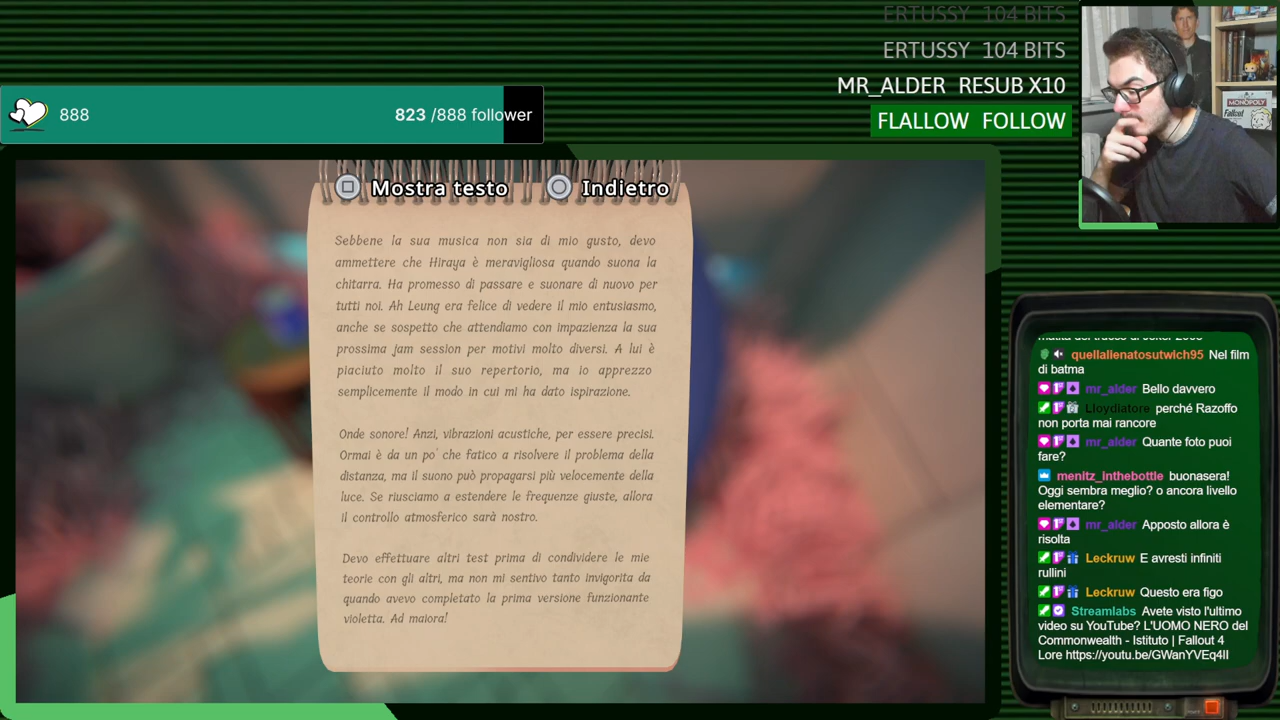 ERTUSSY 104 BITS
ERTUSSY 104 BITS
MR_ALDER RESUB X10
FLALLOW FOLLOW
888
823 /888 follower
Mostra testo
Indietro
Sebbene la sua musica non sia di mio gusto, devo
ammettere che Hiraya è meravigliosa quando suona la
chitarra. Ha promesso di passare e suonare di nuovo per
tutti noi. Ah Leung era felice di vedere il mio entusiasmo,
anche se sospetto che attendiamo con impazienza la sua
prossima jam session per motivi molto diversi. A lui è
piaciuto molto il suo repertorio, ma io apprezzo
semplicemente il modo in cui mi ha dato ispirazione.
Onde sonore! Anzi, vibrazioni acustiche, per essere precisi.
Ormai è da un po' che fatico a risolvere il problema della
distanza, ma il suono può propagarsi più velocemente della
luce. Se riusciamo a estendere le frequenze giuste, allora
il controllo atmosferico sarà nostro.
Devo effettuare altri test prima di condividere le mie
teorie con gli altri, ma non mi sentivo tanto invigorita da
quando avevo completato la prima versione funzionante
violetta. Ad maiora!
quellalienatosutwich95 Nel film
di batma
mr_alder Bello davvero
Lloydiatore perché Razoffo
non porta mai rancore
mr_alder Quante foto puoi
fare?
menitz_inthebottle buonasera!
Oggi sembra meglio? o ancora livello
elementare?
mr_alder Apposto allora è
risolta
Leckruw E avresti infiniti
rullini
Leckruw Questo era figo
Streamlabs Avete visto l'ultimo
video su YouTube? L'UOMO NERO del
Commonwealth - Istituto | Fallout 4
Lore https://youtu.be/GWanYVEq4lI
MONOPOLY
Fallout